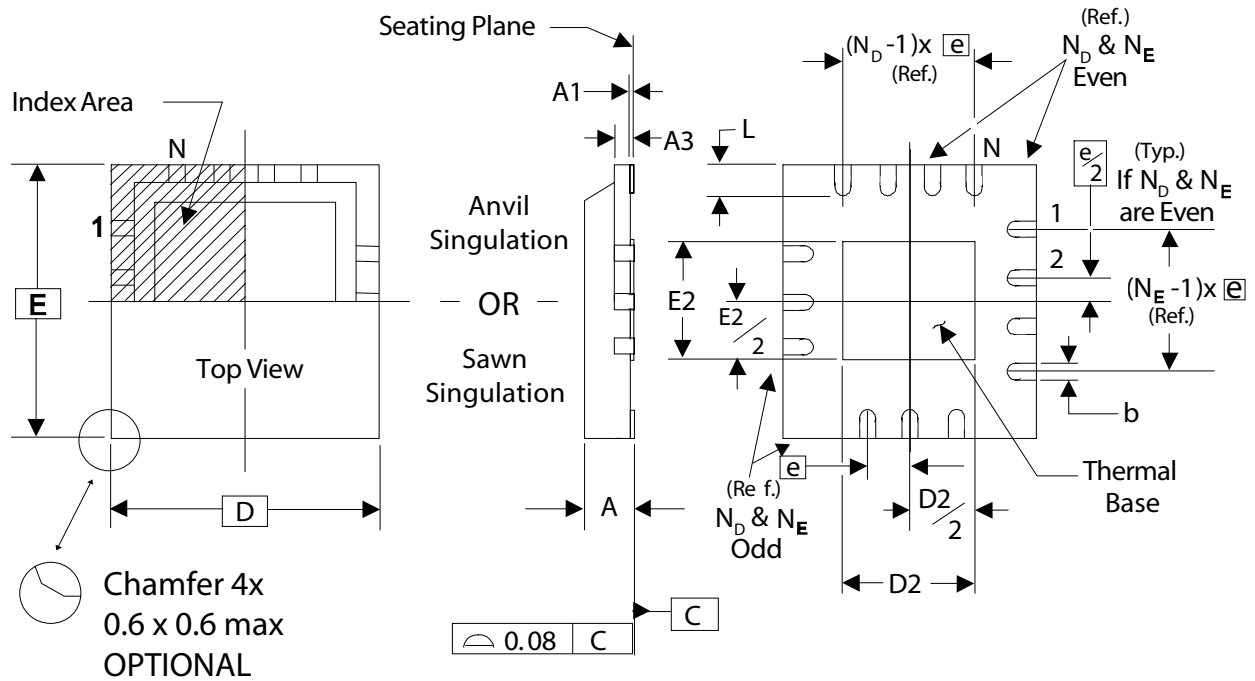 Seating Plane
(Ref.)
N_D & N_E
Even
(N_D -1)x e
(Ref.)
Index Area
A1
L
A3
N
N
e/2
(Typ.)
If N_D & N_E
are Even
1
Anvil
Singulation
1
2
E
OR
E2
E2/2
(N_E -1)x e
(Ref.)
Top View
Sawn
Singulation
b
e
Thermal
Base
D
A
(Re f.)
N_D & N_E
Odd
D2/2
D2
Chamfer 4x
0.6 x 0.6 max
OPTIONAL
C
0.08 C